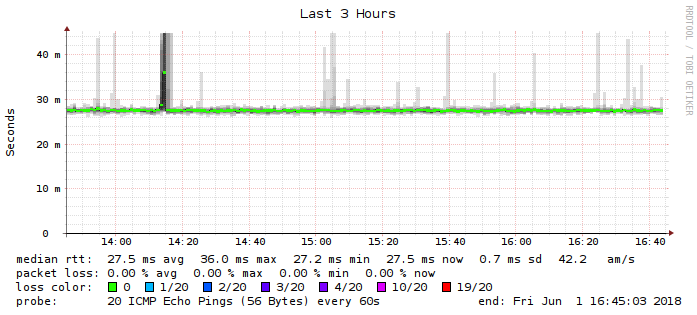 Last 3 Hours
RRDTOOL / TOBI OETIKER
Seconds
40 m
30 m
20 m
10 m
0
14:00 14:20 14:40 15:00 15:20 15:40 16:00 16:20 16:40
median rtt: 27.5 ms avg 36.0 ms max 27.2 ms min 27.5 ms now 0.7 ms sd 42.2 am/s
packet loss: 0.00 % avg 0.00 % max 0.00 % min 0.00 % now
loss color: 0 1/20 2/20 3/20 4/20 10/20 19/20
probe: 20 ICMP Echo Pings (56 Bytes) every 60s end: Fri Jun 1 16:45:03 2018